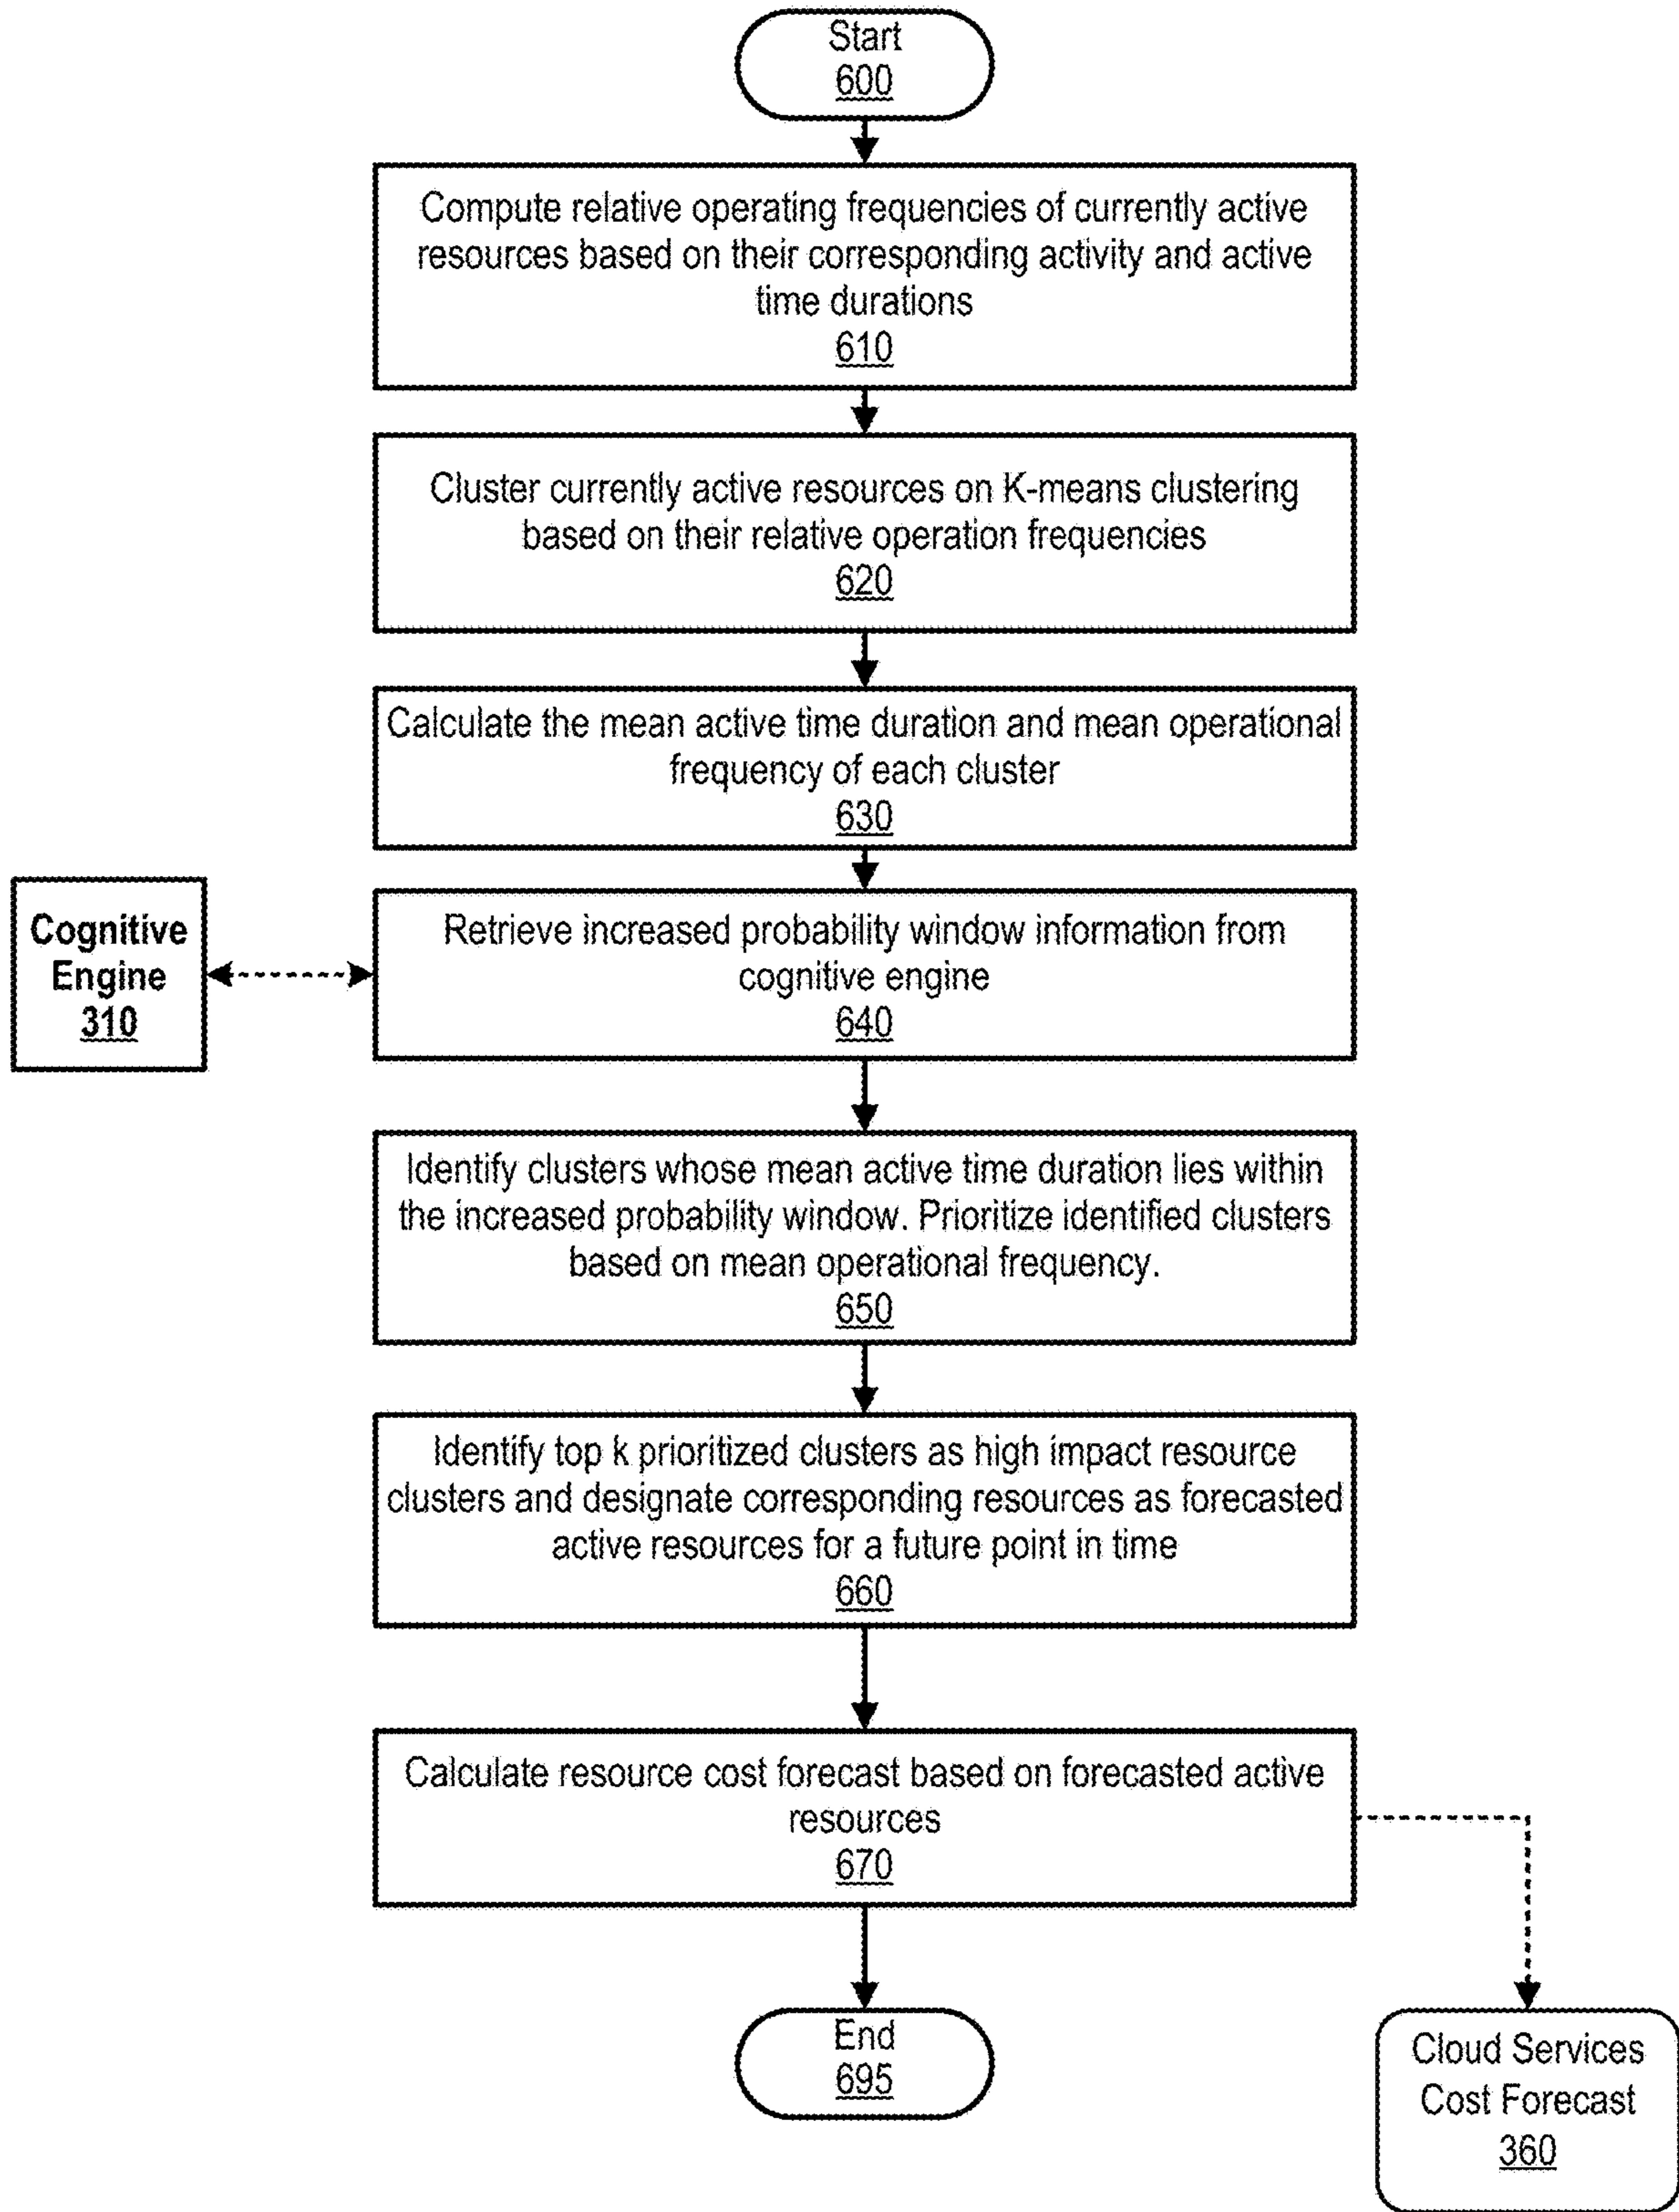 Start
600
Compute relative operating frequencies of currently active
resources based on their corresponding activity and active
time durations
610
Cluster currently active resources on K-means clustering
based on their relative operation frequencies
620
Calculate the mean active time duration and mean operational
frequency of each cluster
630
Cognitive
Engine
310
Retrieve increased probability window information from
cognitive engine
640
Identify clusters whose mean active time duration lies within
the increased probability window. Prioritize identified clusters
based on mean operational frequency.
650
Identify top k prioritized clusters as high impact resource
clusters and designate corresponding resources as forecasted
active resources for a future point in time
660
Calculate resource cost forecast based on forecasted active
resources
670
End
695
Cloud Services
Cost Forecast
360